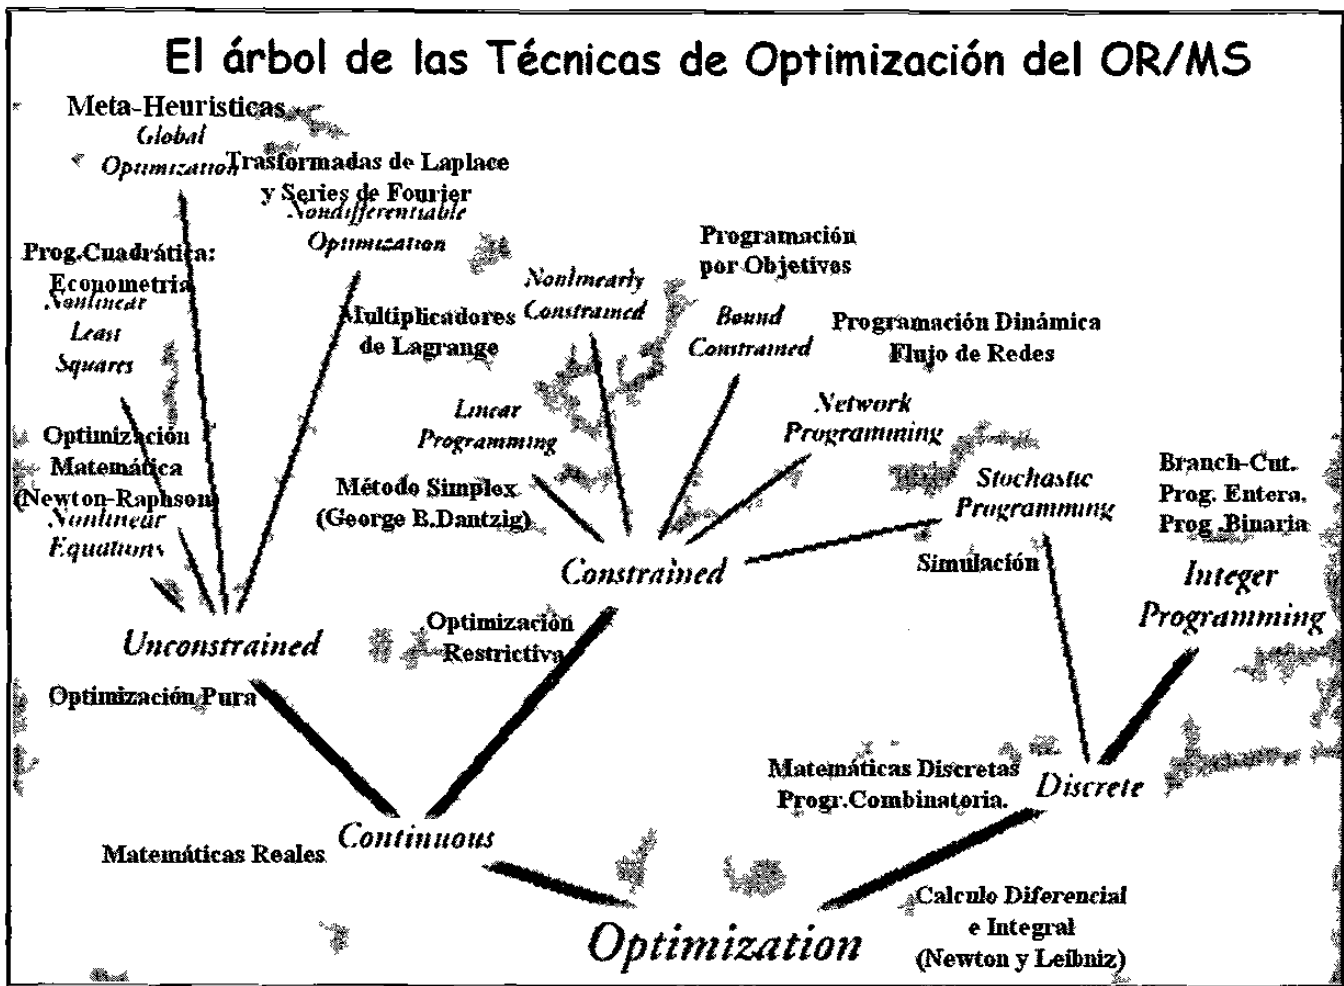 El árbol de las Técnicas de Optimización del OR/MS
Meta-Heuristicas
Global
Optimization
Trasformadas de Laplace
y Series de Fourier
Nondifferentiable
Optimization
Prog.Cuadrática:
Econometria
Nonlinear
Least
Squares
Multiplicadores
de Lagrange
Nonlinearly
Constrained
Programación
por Objetivos
Bound
Constrained
Programación Dinámica
Flujo de Redes
Network
Programming
Linear
Programming
Optimización
Matemática
(Newton-Raphson)
Nonlinear
Equations
Método Simplex
(George B.Dantzig)
Stochastic
Programming
Simulación
Branch-Cut.
Prog. Entera.
Prog .Binaria
Integer
Programming
Constrained
Optimización
Restrictiva
Unconstrained
Optimización Pura
Matemáticas Discretas
Progr.Combinatoria.
Discrete
Continuous
Matemáticas Reales
Calculo Diferencial
e Integral
(Newton y Leibniz)
Optimization